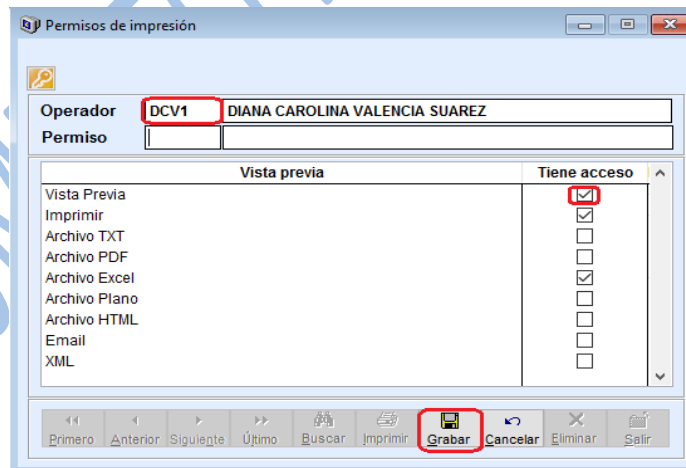 Permisos de impresión
Operador DCV1 DIANA CAROLINA VALENCIA SUAREZ
Permiso
Vista previa Tiene acceso
Vista Previa
Imprimir
Archivo TXT
Archivo PDF
Archivo Excel
Archivo Plano
Archivo HTML
Email
XML
Primero Anterior Siguiente Último Buscar Imprimir Grabar Cancelar Eliminar Salir